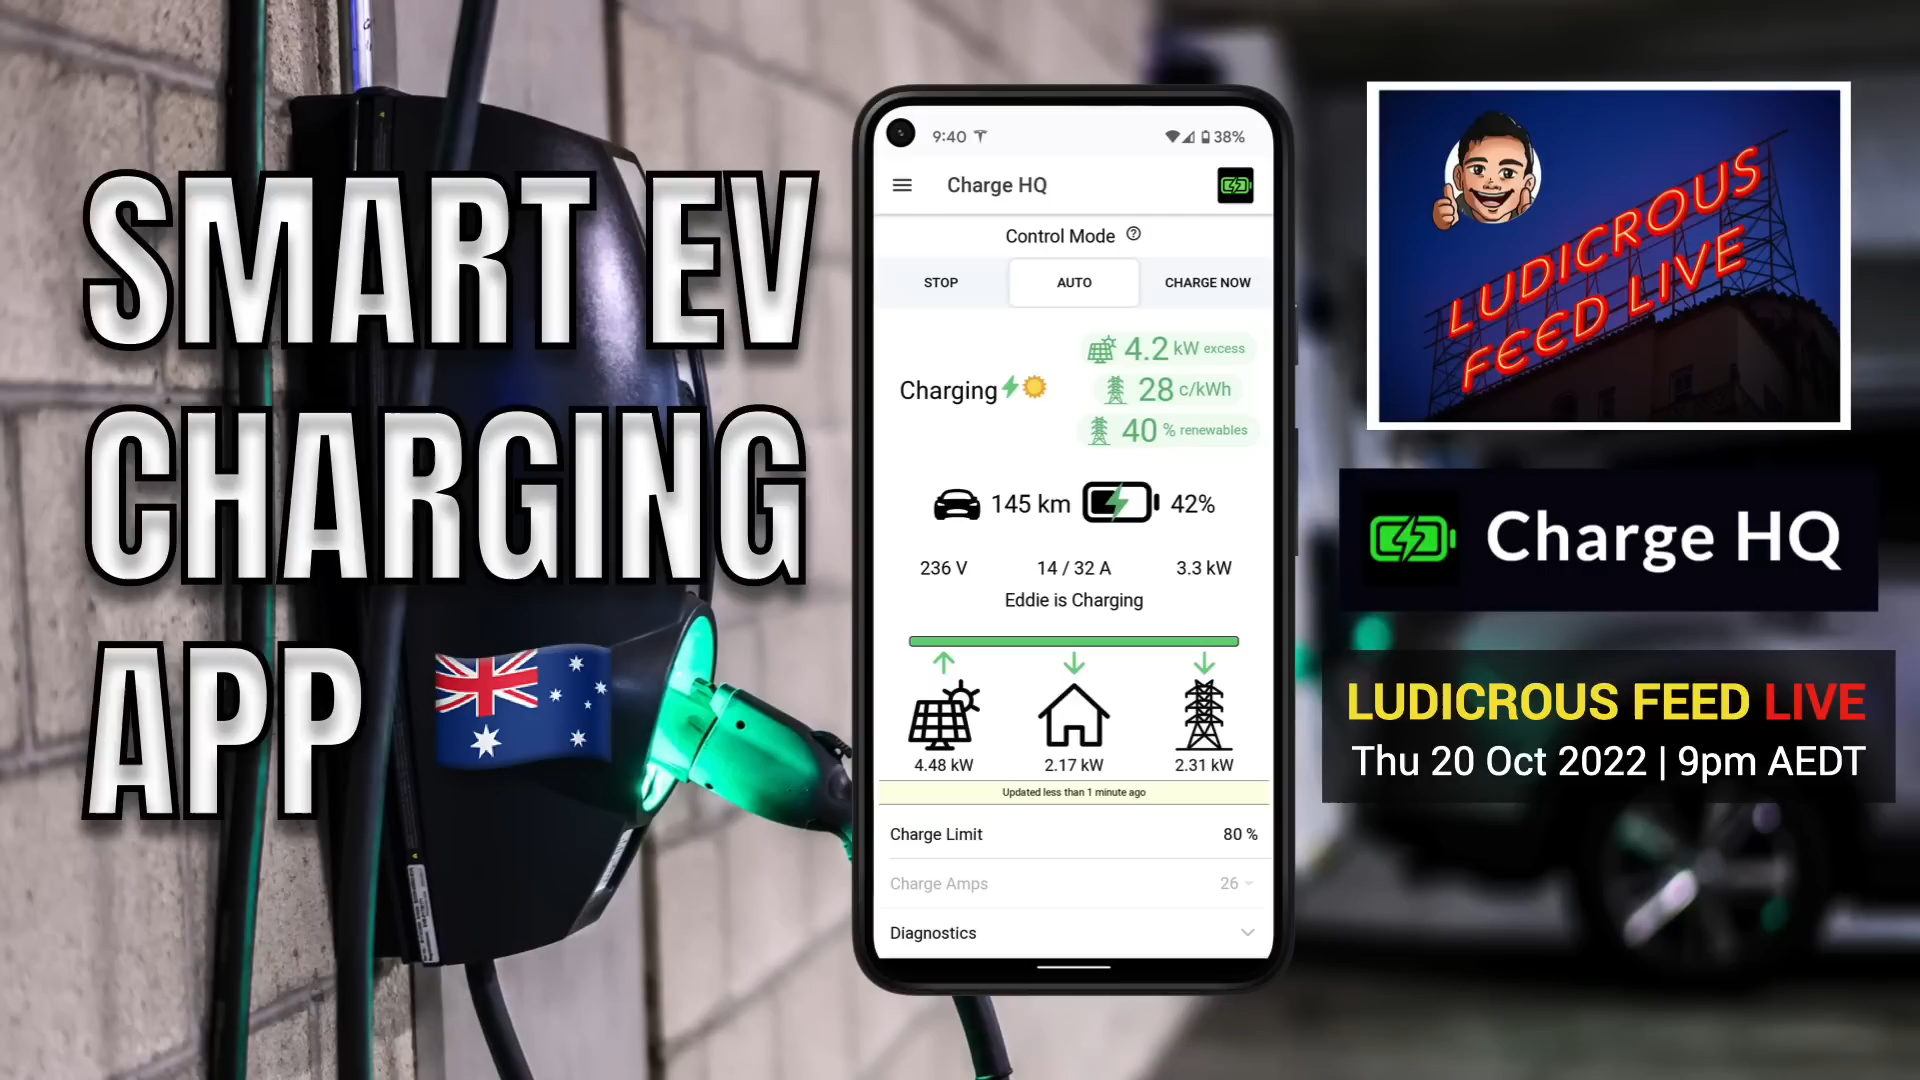 SMART EV
CHARGING
APP
9:40
38%
Charge HQ
Control Mode ?
STOP
AUTO
CHARGE NOW
Charging
4.2 kW excess
28 c/kWh
40 % renewables
145 km
42%
236 V
14 / 32 A
3.3 kW
Eddie is Charging
4.48 kW
2.17 kW
2.31 kW
Updated less than 1 minute ago
Charge Limit
80 %
Charge Amps
26
Diagnostics
LUDICROUS
FEED LIVE
Charge HQ
LUDICROUS FEED LIVE
Thu 20 Oct 2022 | 9pm AEDT